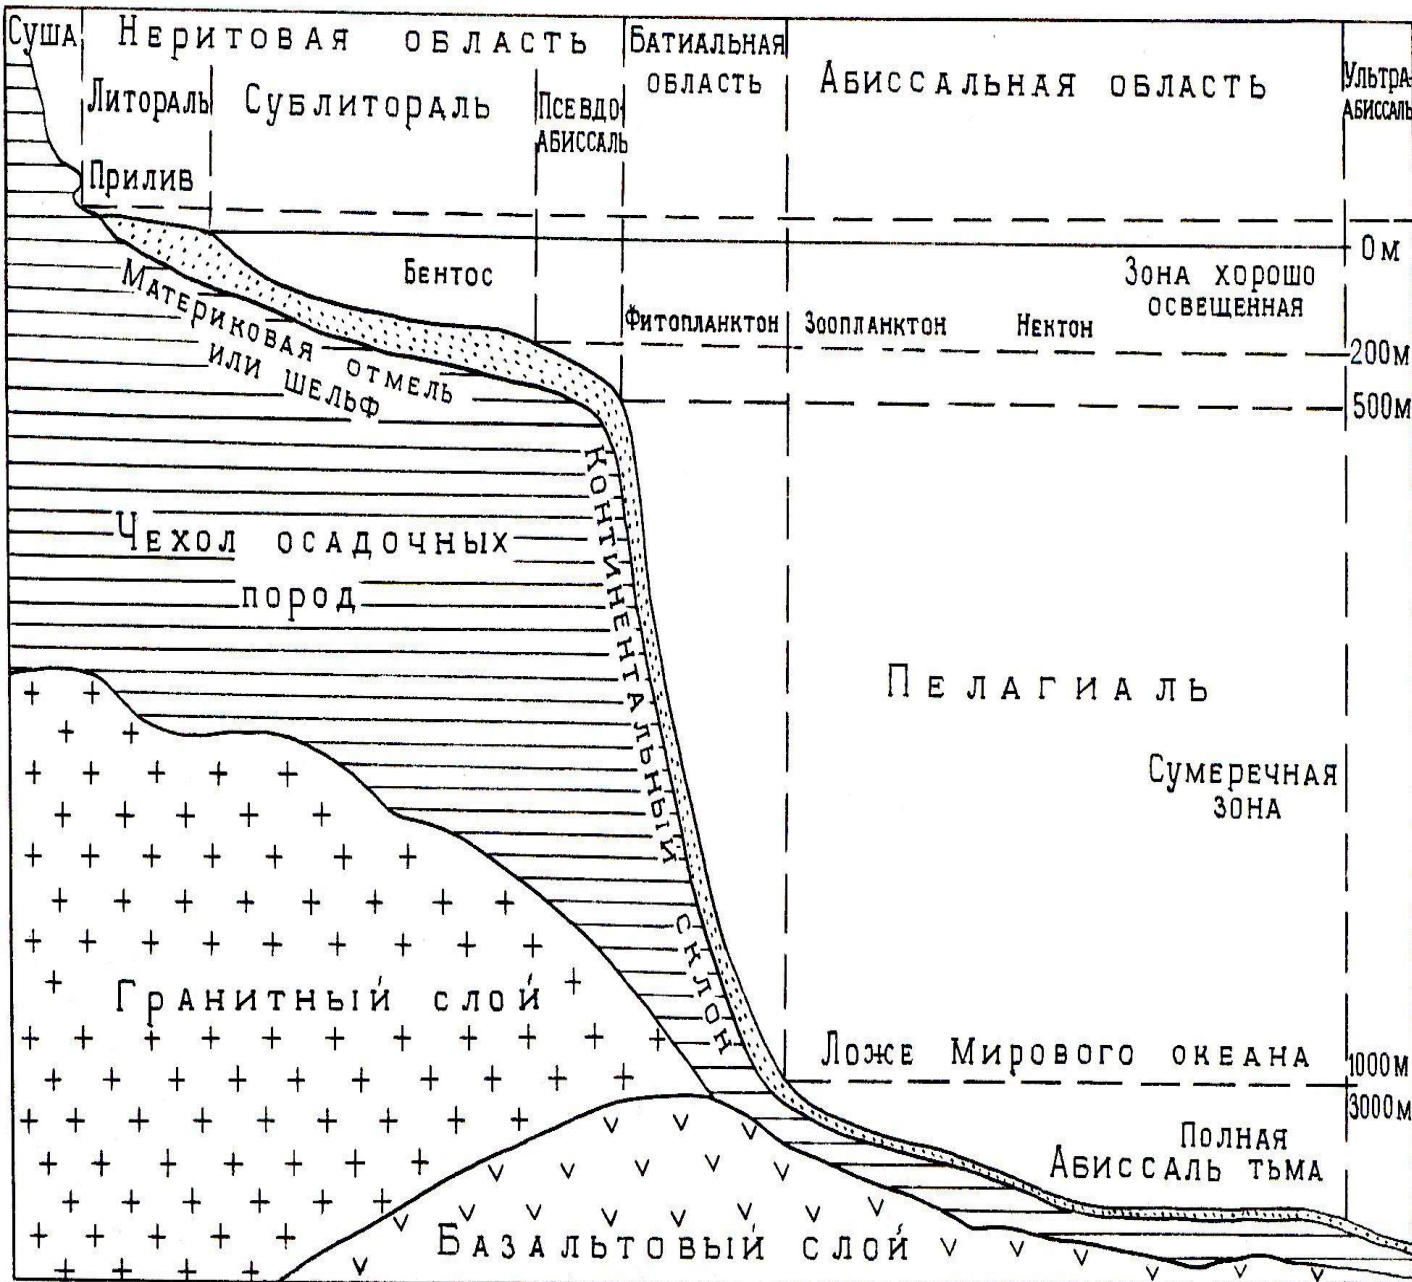 Суша
Неритовая область
Батиальная
область
Абиссальная область
Ультра-
абиссаль
Литораль
Сублитораль
Псевдо-
абиссаль
Прилив
0 м
Бентос
Зона хорошо
освещенная
Фитопланктон
Зоопланктон
Нектон
200м
Материковая отмель
или шельф
500м
Континентальный склон
Чехол осадочных
пород
Пелагиаль
Сумеречная
зона
Гранитный слой
Ложе Мирового океана
1000м
3000м
Полная
Абиссаль тьма
Базальтовый слой